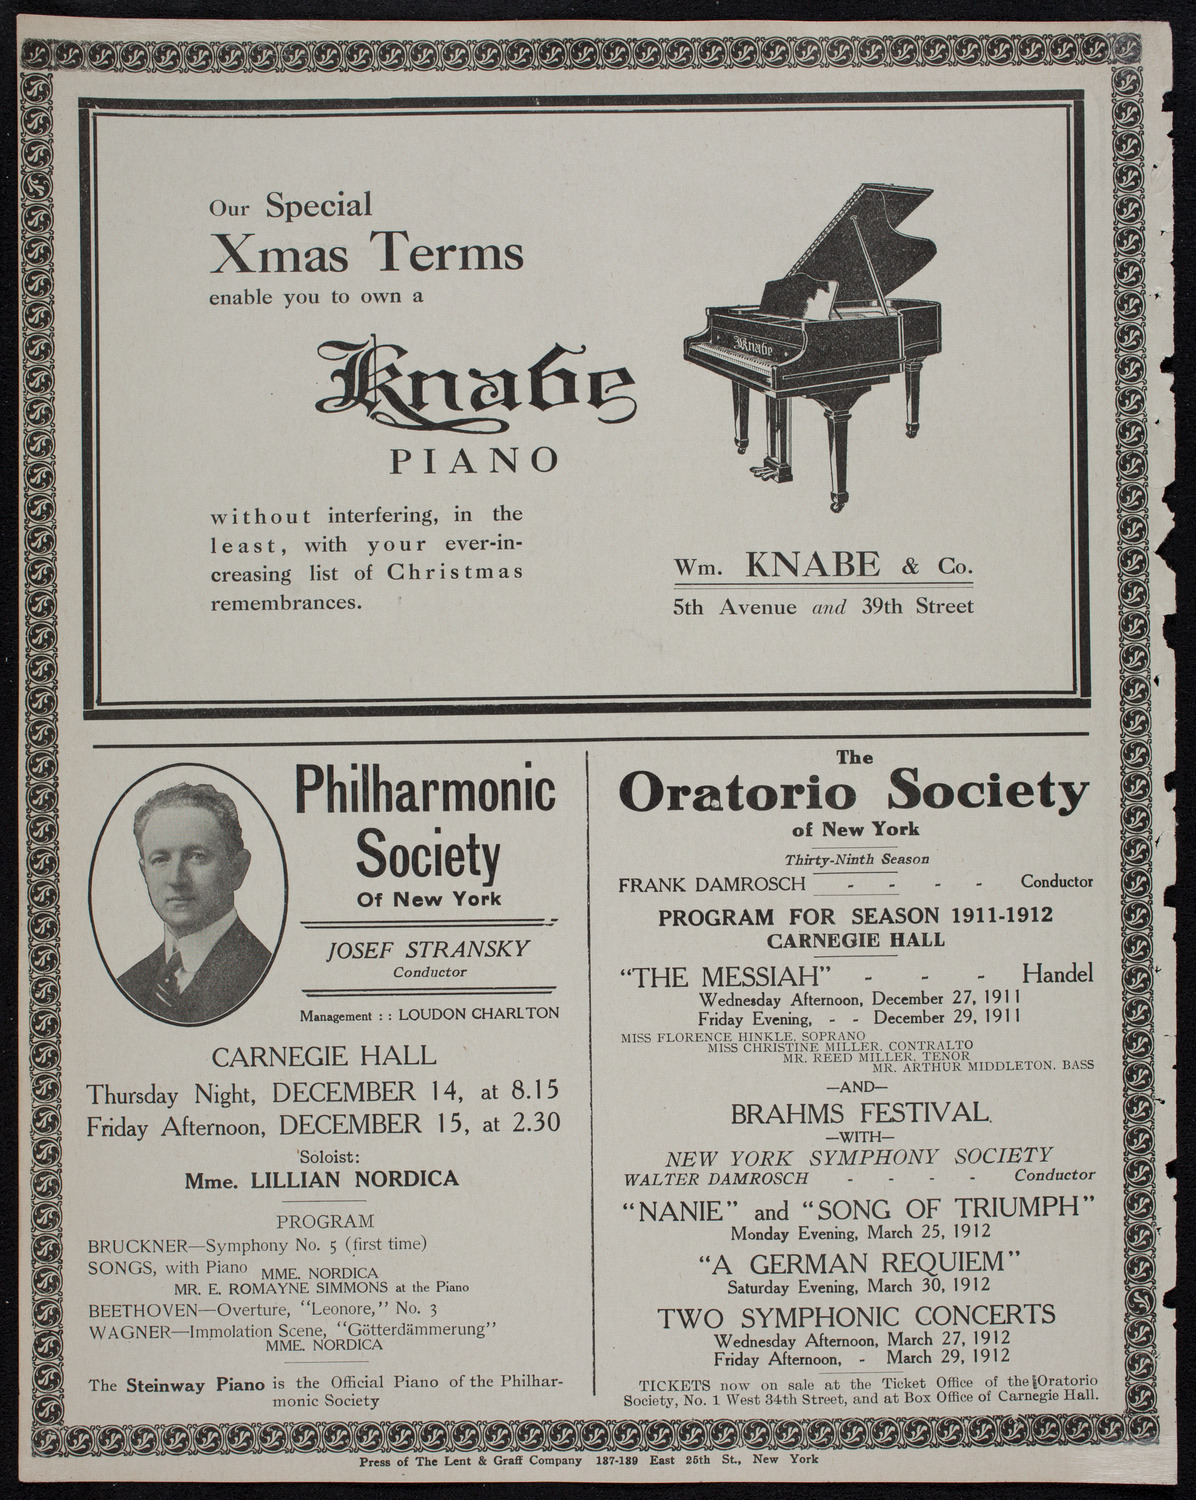 Our Special
Xmas Terms
enable you to own a
Knabe
PIANO
without interfering, in the
least, with your ever-in-
creasing list of Christmas
remembrances.
Knabe
Wm. KNABE & Co.
5th Avenue and 39th Street
Philharmonic
Society
Of New York
JOSEF STRANSKY
Conductor
Management : : LOUDON CHARLTON
CARNEGIE HALL
Thursday Night, DECEMBER 14, at 8.15
Friday Afternoon, DECEMBER 15, at 2.30
Soloist:
Mme. LILLIAN NORDICA
PROGRAM
BRUCKNER—Symphony No. 5 (first time)
SONGS, with Piano MME. NORDICA
MR. E. ROMAYNE SIMMONS at the Piano
BEETHOVEN—Overture, "Leonore," No. 3
WAGNER—Immolation Scene, "Götterdämmerung"
MME. NORDICA
The Steinway Piano is the Official Piano of the Philhar-
monic Society
The
Oratorio Society
of New York
Thirty-Ninth Season
FRANK DAMROSCH - - - - Conductor
PROGRAM FOR SEASON 1911-1912
CARNEGIE HALL
"THE MESSIAH" - - - Handel
Wednesday Afternoon, December 27, 1911
Friday Evening, - - December 29, 1911
MISS FLORENCE HINKLE, SOPRANO
MISS CHRISTINE MILLER, CONTRALTO
MR. REED MILLER, TENOR
MR. ARTHUR MIDDLETON, BASS
—AND—
BRAHMS FESTIVAL
—WITH—
NEW YORK SYMPHONY SOCIETY
WALTER DAMROSCH - - - - Conductor
"NANIE" and "SONG OF TRIUMPH"
Monday Evening, March 25, 1912
"A GERMAN REQUIEM"
Saturday Evening, March 30, 1912
TWO SYMPHONIC CONCERTS
Wednesday Afternoon, March 27, 1912
Friday Afternoon, - March 29, 1912
TICKETS now on sale at the Ticket Office of the Oratorio
Society, No. 1 West 34th Street, and at Box Office of Carnegie Hall.
Press of The Lent & Graff Company 137-139 East 25th St., New York